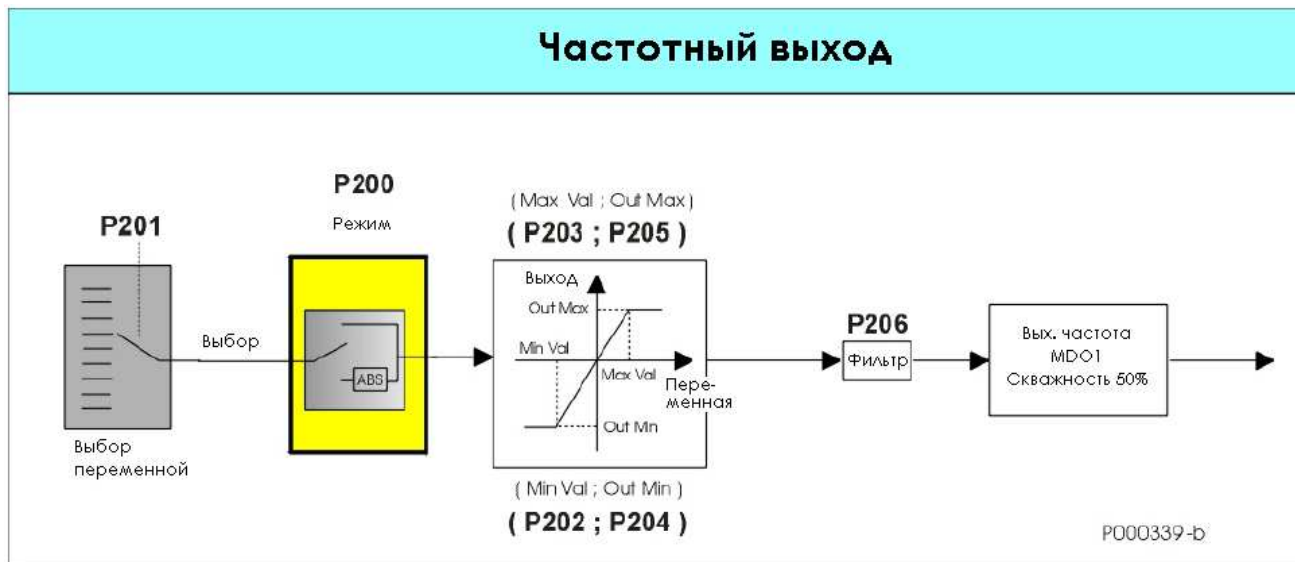 Частотный выход
P200
Режим
P201
Выбор
Выбор
переменной
ABS
( Max Val ; Out Max )
( P203 ; P205 )
Выход
Out Max
Min Val
Max Val
Пере-
менная
Out Min
( Min Val ; Out Min )
( P202 ; P204 )
P206
Фильтр
Вых. частота
MDO1
Скважность 50%
P000339-b